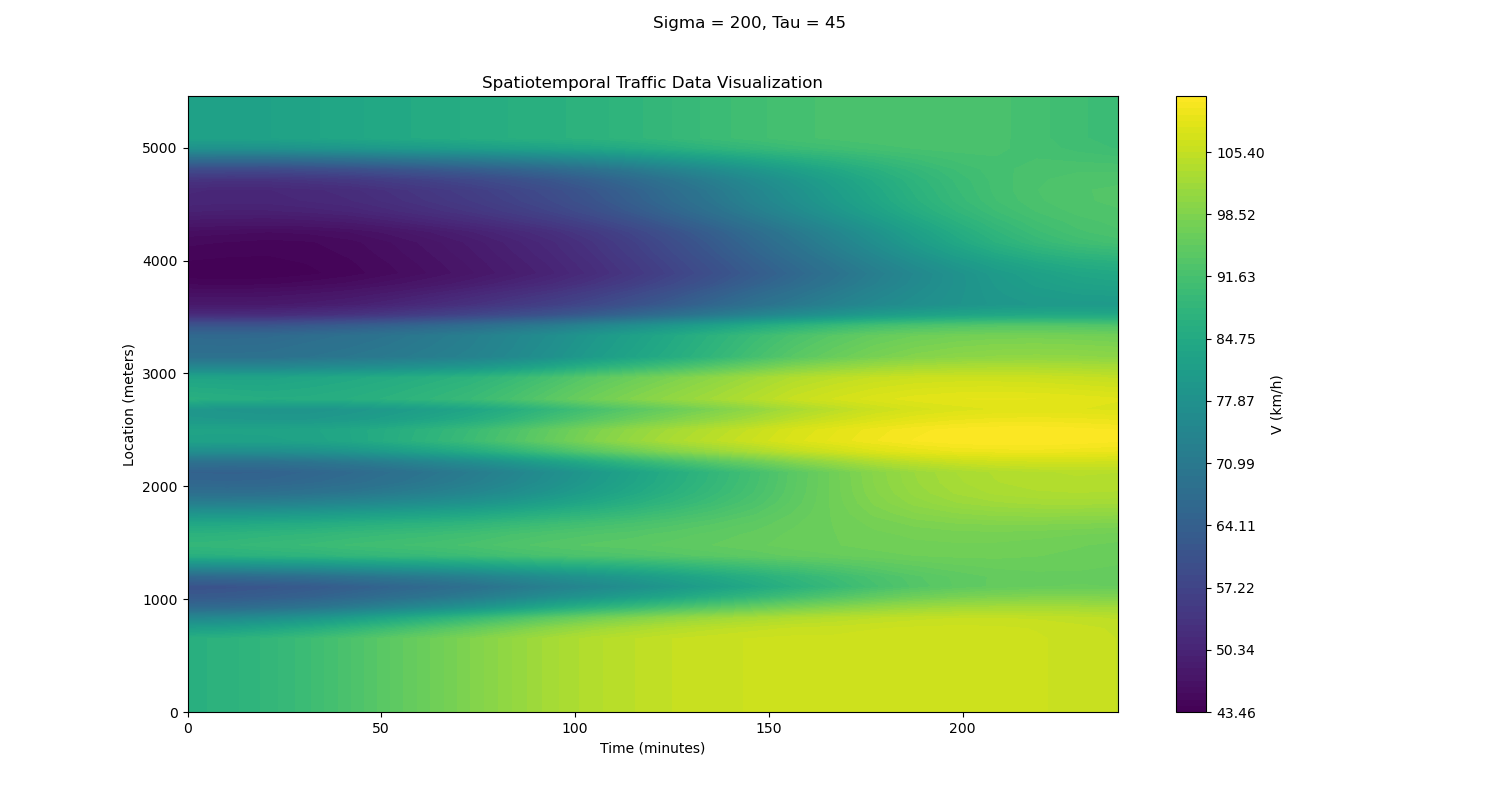 Sigma = 200, Tau = 45
Spatiotemporal Traffic Data Visualization
5000
4000
3000
2000
1000
0
Location (meters)
0 50 100 150 200
Time (minutes)
105.40
98.52
91.63
84.75
77.87
70.99
64.11
57.22
50.34
43.46
V (km/h)